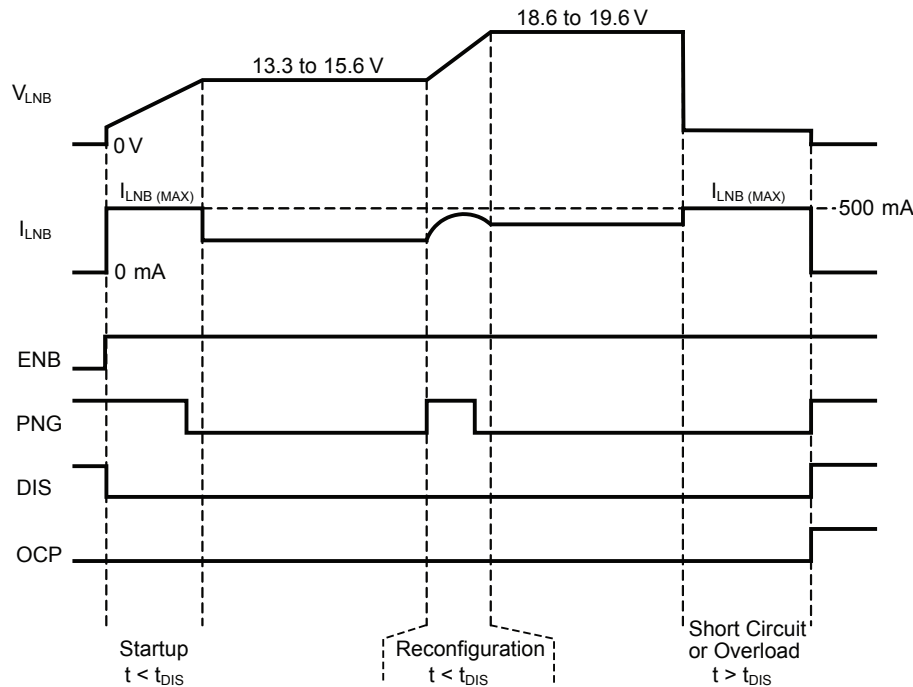 18.6 to 19.6 V
13.3 to 15.6 V
VLNB
0 V
ILNB (MAX)
ILNB (MAX)
500 mA
ILNB
0 mA
ENB
PNG
DIS
OCP
Startup
t < tDIS
Reconfiguration
t < tDIS
Short Circuit
or Overload
t > tDIS